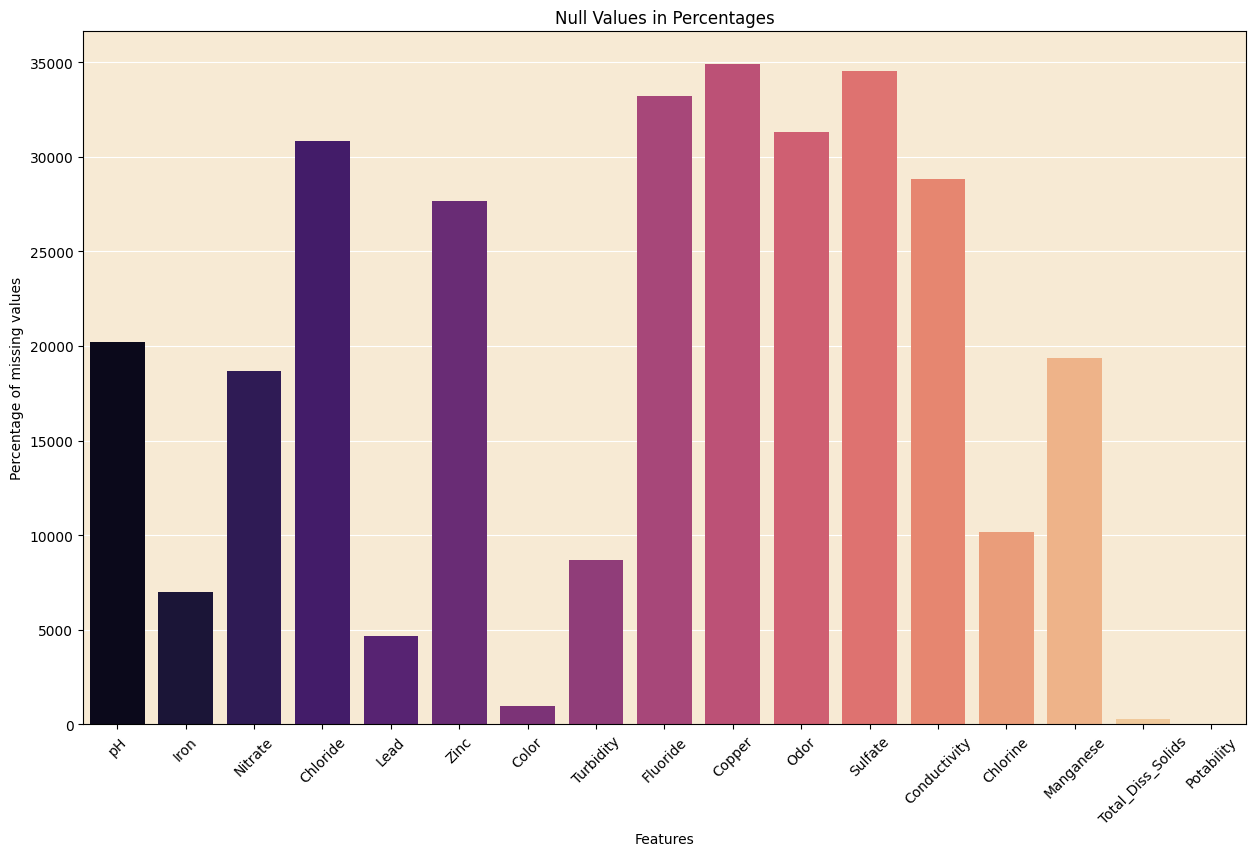 Null Values in Percentages
Percentage of missing values
35000
30000
25000
20000
15000
10000
5000
0
pH
Iron
Nitrate
Chloride
Lead
Zinc
Color
Turbidity
Fluoride
Copper
Odor
Sulfate
Conductivity
Chlorine
Manganese
Total_Diss_Solids
Potability
Features